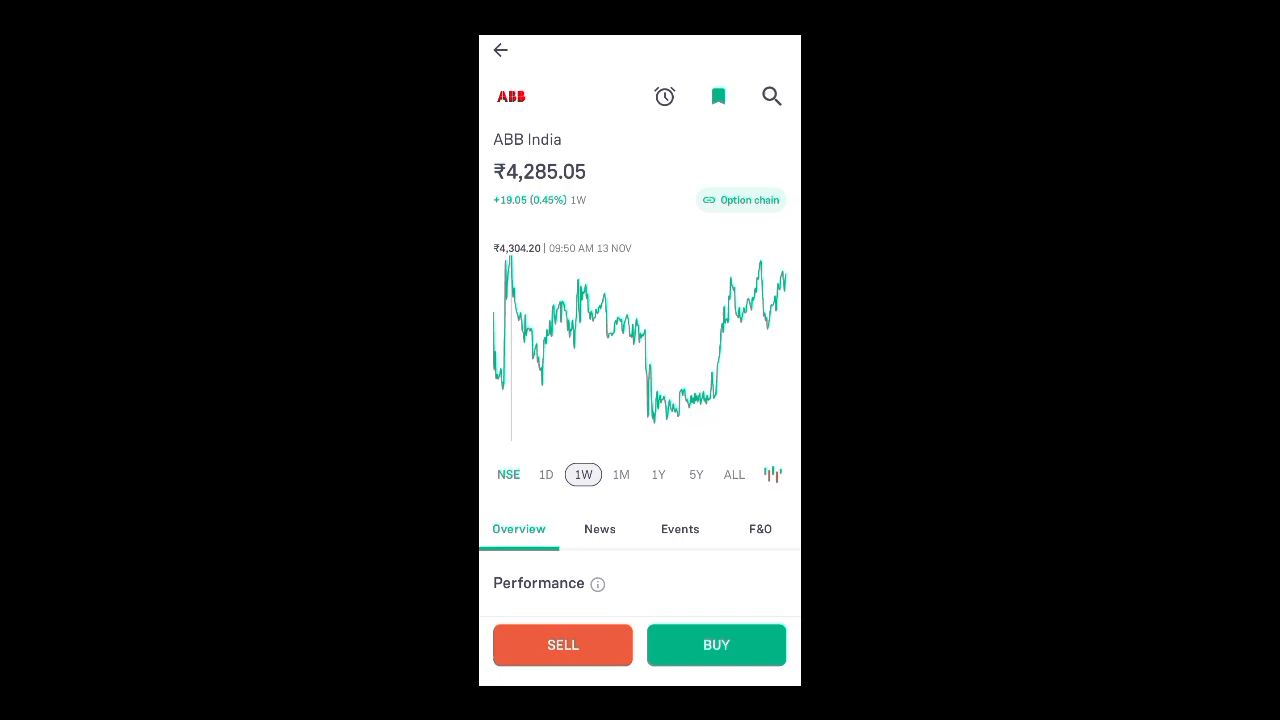 ABB
ABB India
₹4,285.05
+19.05 (0.45%) 1W
Option chain
₹4,304.20 | 09:50 AM 13 NOV
NSE 1D 1W 1M 1Y 5Y ALL
Overview News Events F&O
Performance
SELL BUY